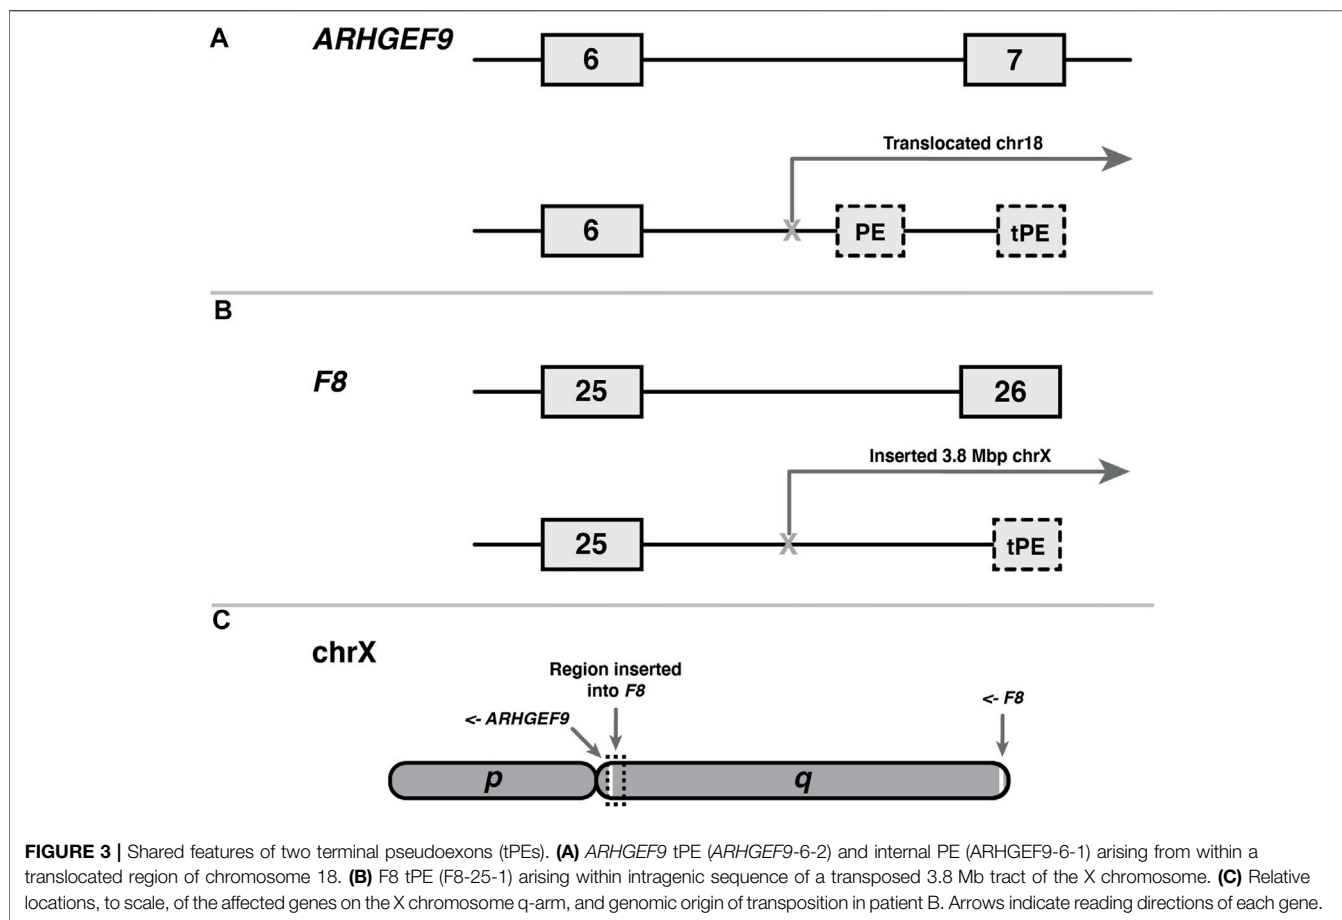 A
ARHGEF9
6
7
Translocated chr18
6
X
PE
tPE
B
F8
25
26
Inserted 3.8 Mbp chrX
25
X
tPE
C
chrX
Region inserted
into F8
<- ARHGEF9
<- F8
p
q
FIGURE 3 | Shared features of two terminal pseudoexons (tPEs). (A) ARHGEF9 tPE (ARHGEF9-6-2) and internal PE (ARHGEF9-6-1) arising from within a
translocated region of chromosome 18. (B) F8 tPE (F8-25-1) arising within intragenic sequence of a transposed 3.8 Mb tract of the X chromosome. (C) Relative
locations, to scale, of the affected genes on the X chromosome q-arm, and genomic origin of transposition in patient B. Arrows indicate reading directions of each gene.